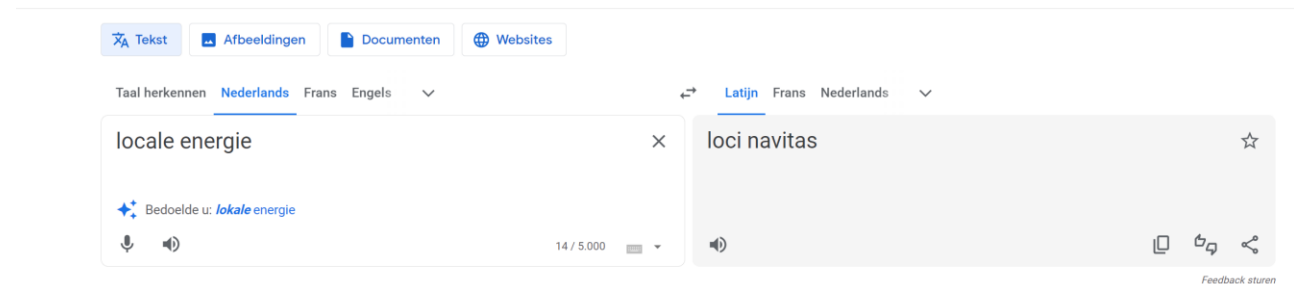 Tekst Afbeeldingen Documenten Websites
Taal herkennen Nederlands Frans Engels Latijn Frans Nederlands
locale energie loci navitas
Bedoelde u: lokale energie
14 / 5.000
Feedback sturen